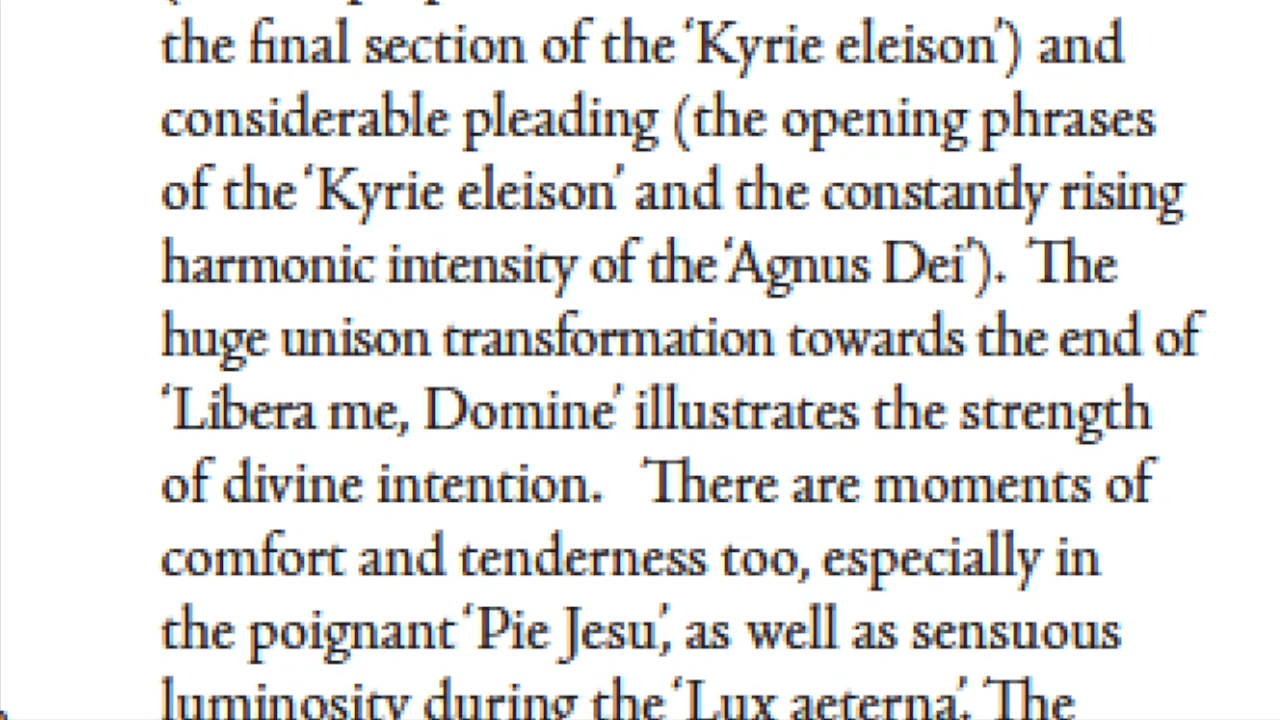 the final section of the ‘Kyrie eleison’) and
considerable pleading (the opening phrases
of the ‘Kyrie eleison’ and the constantly rising
harmonic intensity of the ‘Agnus Dei’).  The
huge unison transformation towards the end of
‘Libera me, Domine’ illustrates the strength
of divine intention.   There are moments of
comfort and tenderness too, especially in
the poignant ‘Pie Jesu’, as well as sensuous
luminosity during the ‘Lux aeterna’. The